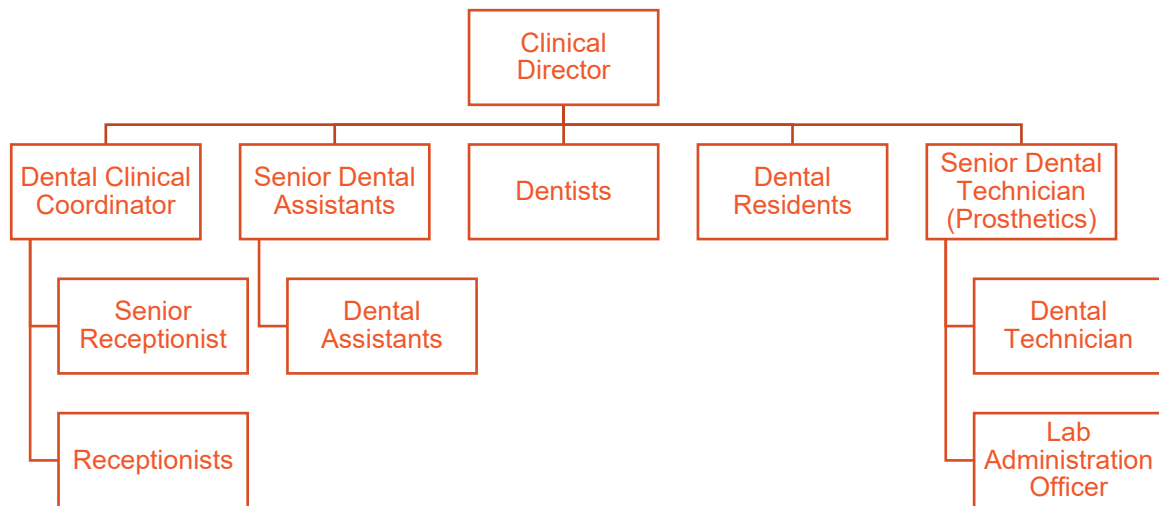 Clinical
Director
Dental Clinical
Coordinator
Senior Dental
Assistants
Dentists
Dental
Residents
Senior Dental
Technician
(Prosthetics)
Senior
Receptionist
Dental
Assistants
Dental
Technician
Receptionists
Lab
Administration
Officer